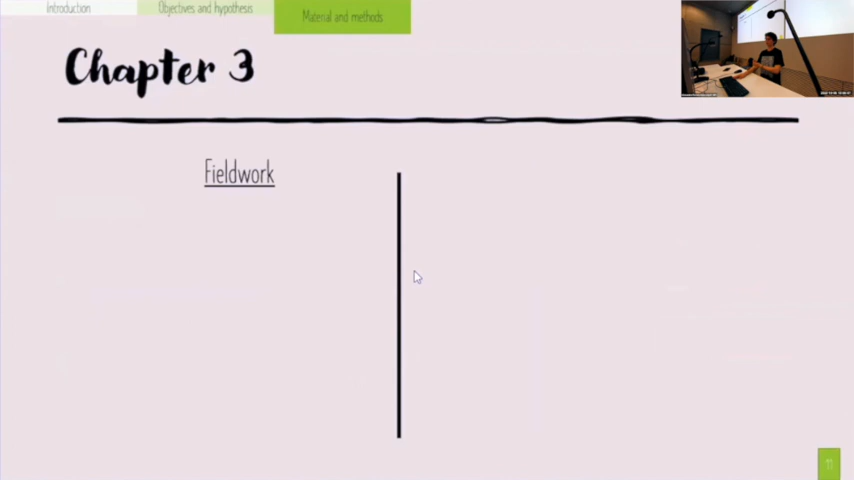 Introduction
Objectives and hypothesis
Material and methods
Chapter 3
Fieldwork
11